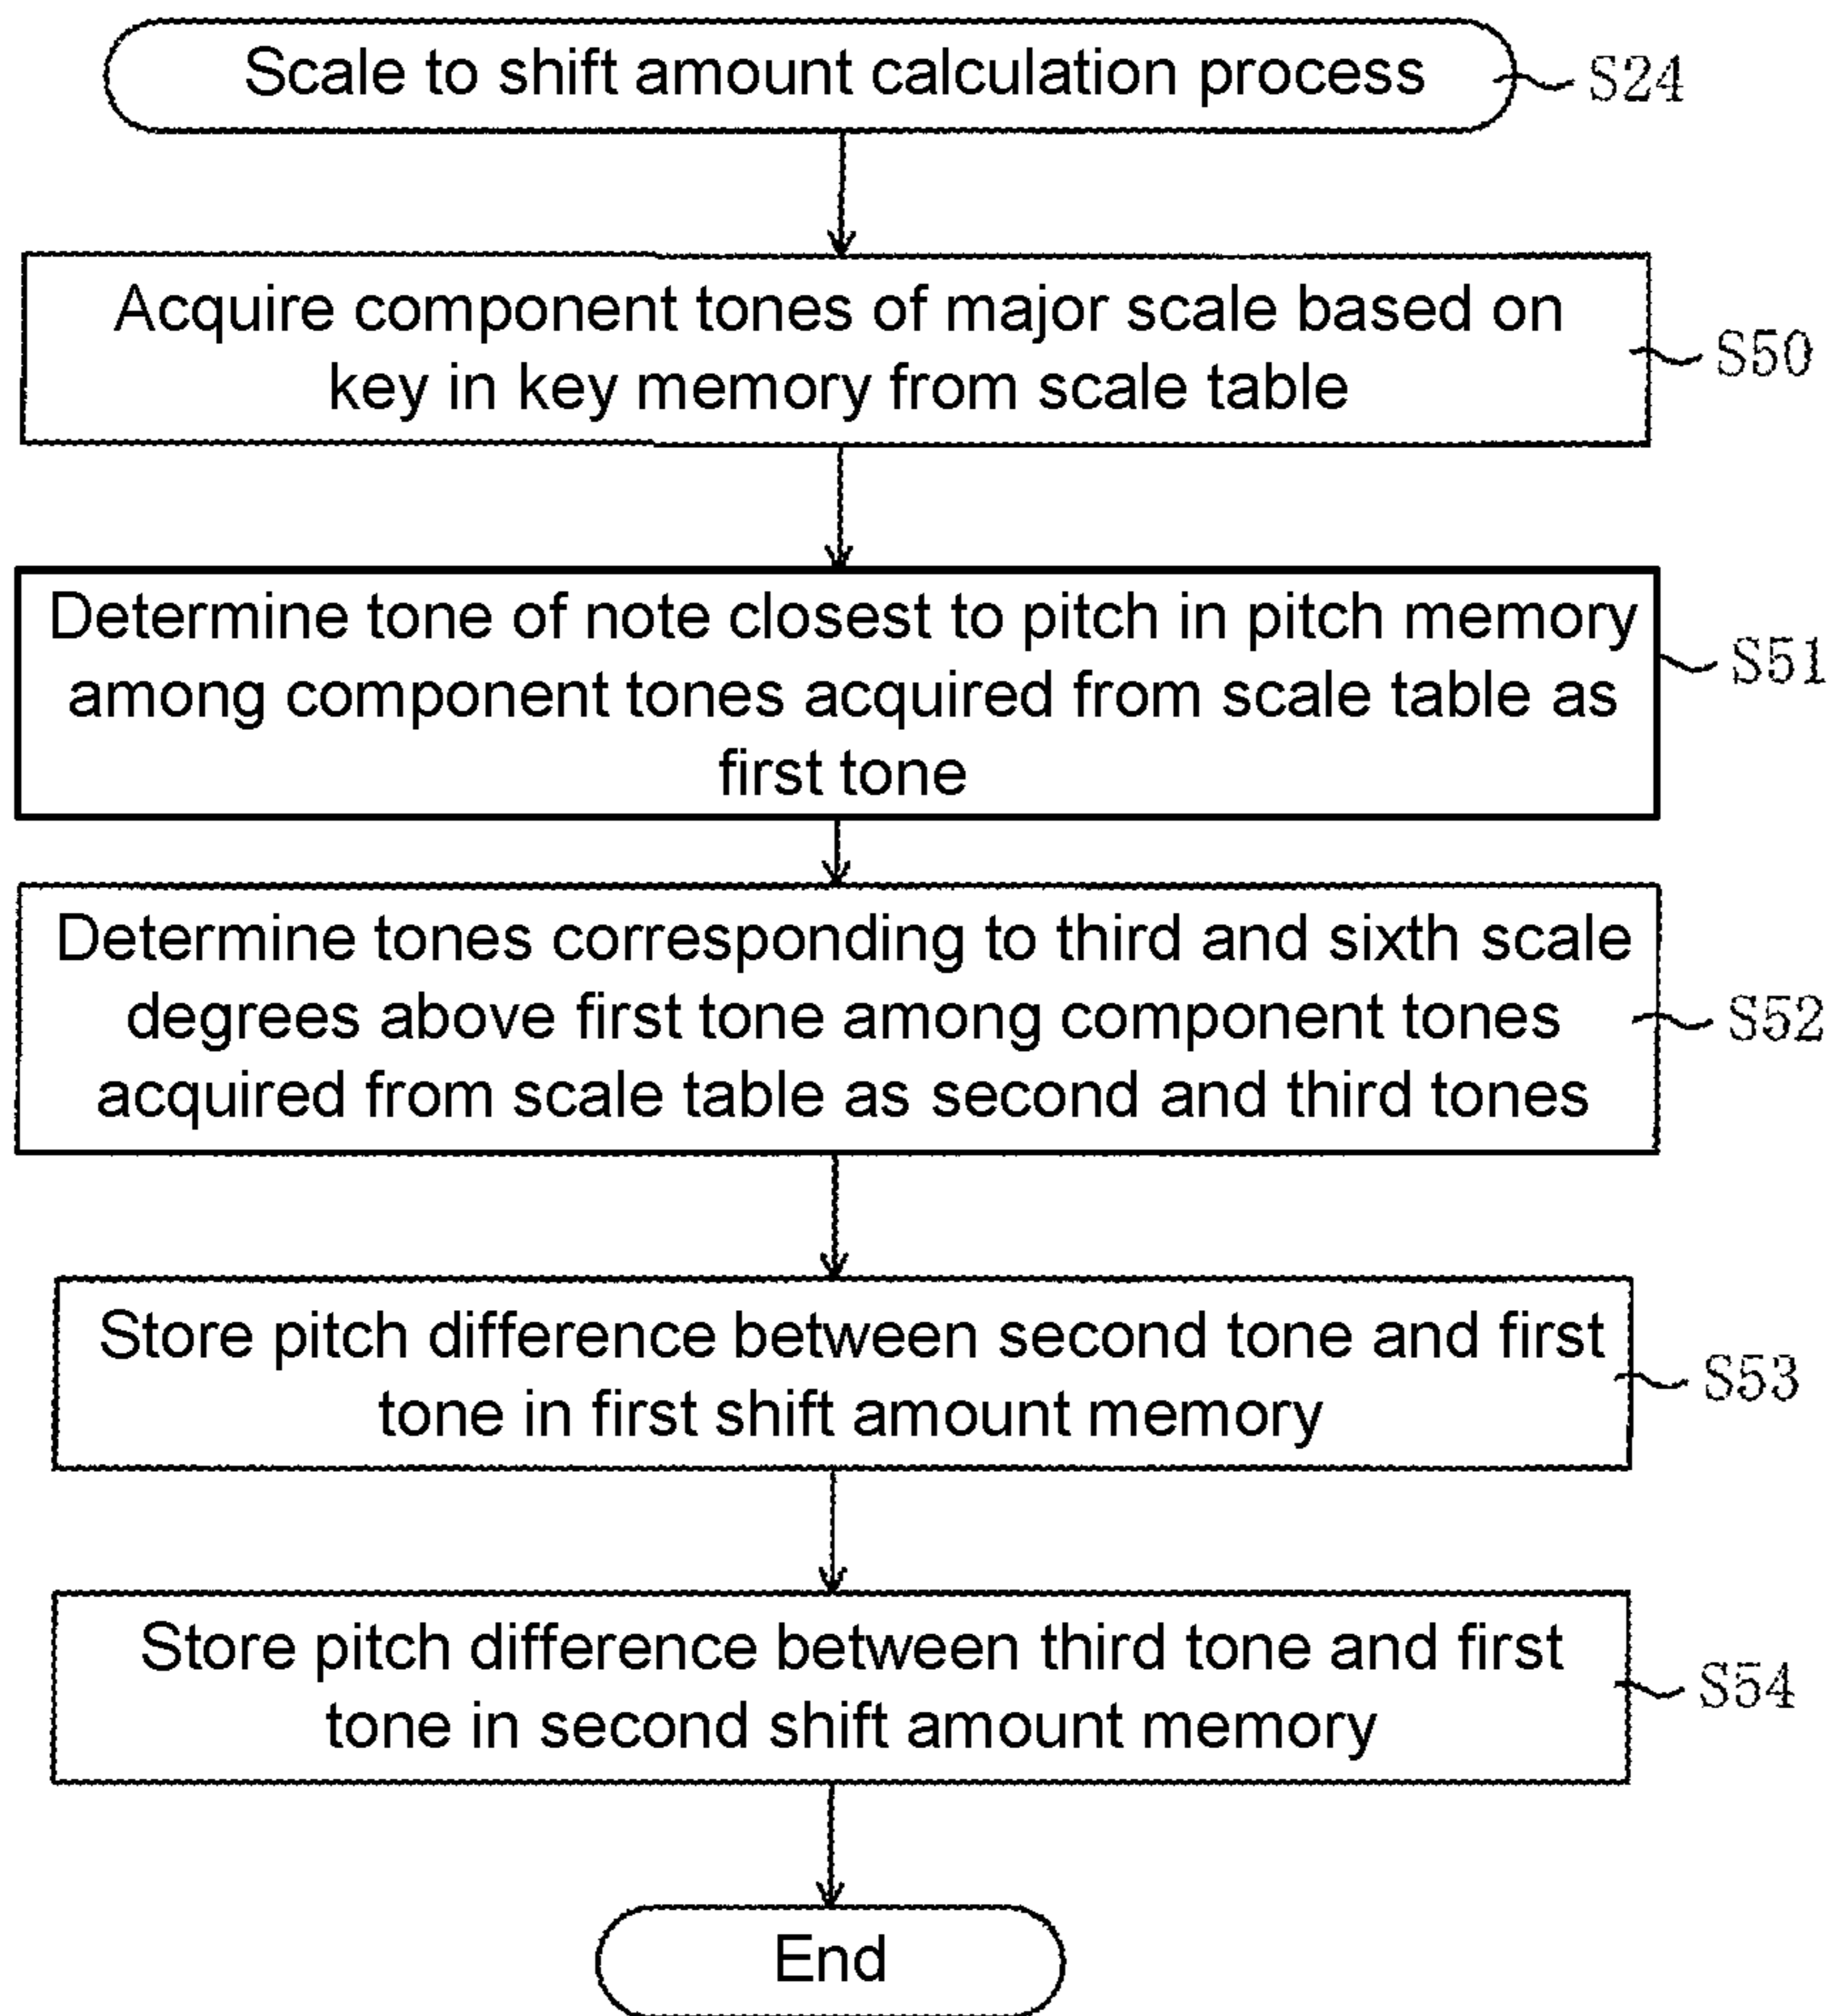 Scale to shift amount calculation process
S24
Acquire component tones of major scale based on
key in key memory from scale table
S50
Determine tone of note closest to pitch in pitch memory
among component tones acquired from scale table as
first tone
S51
Determine tones corresponding to third and sixth scale
degrees above first tone among component tones
acquired from scale table as second and third tones
S52
Store pitch difference between second tone and first
tone in first shift amount memory
S53
Store pitch difference between third tone and first
tone in second shift amount memory
S54
End